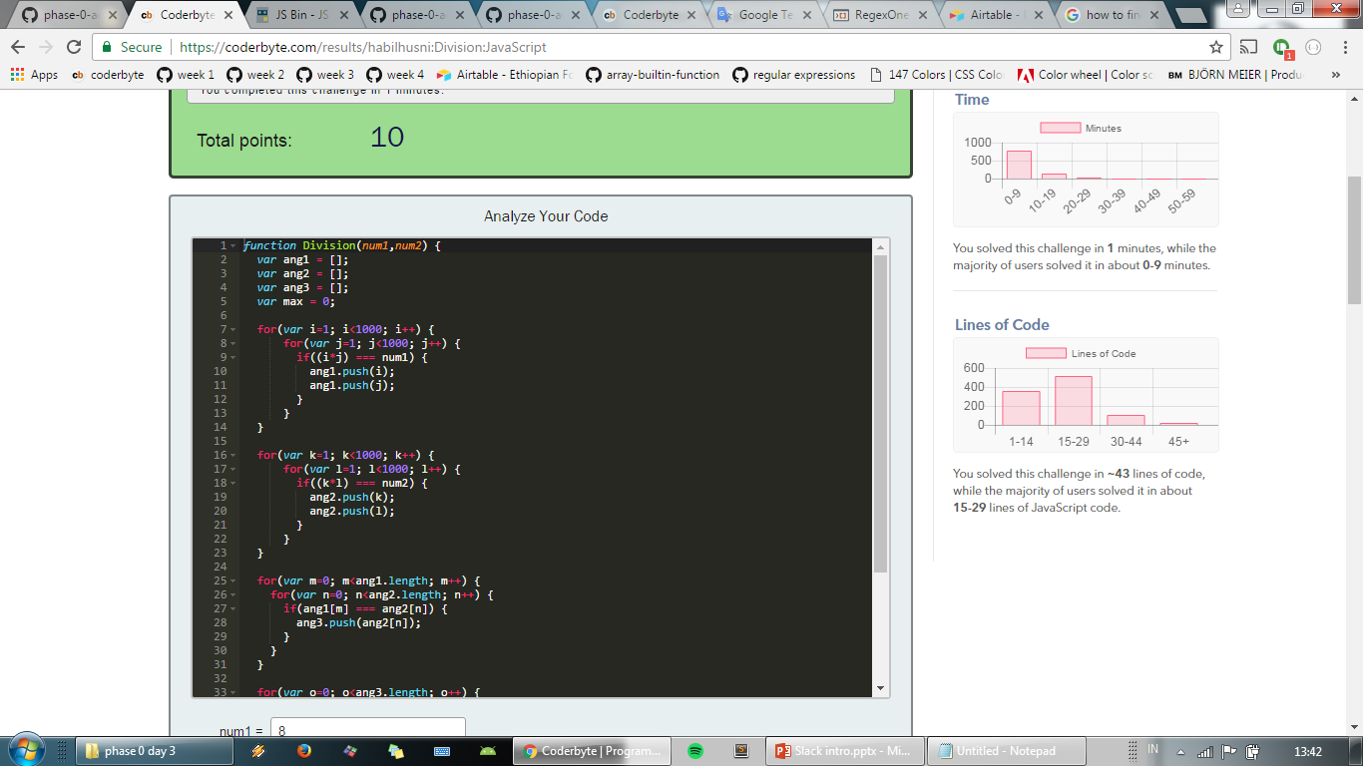 phase-0-a
Coderbyte
JS Bin - JS
phase-0-a
phase-0-a
Coderbyte
Google Te
RegexOne
Airtable -
how to fin
Secure
https://coderbyte.com/results/habilhusni:Division:JavaScript
Apps
coderbyte
week 1
week 2
week 3
week 4
Airtable - Ethiopian Fo
array-builtin-function
regular expressions
147 Colors | CSS Colo
Color wheel | Color sc
BM BJÖRN MEIER | Produ
»
You completed this challenge in 1 minutes.
Total points: 10
Analyze Your Code
1 function Division(num1,num2) {
2 var ang1 = [];
3 var ang2 = [];
4 var ang3 = [];
5 var max = 0;
6
7 for(var i=1; i<1000; i++) {
8 for(var j=1; j<1000; j++) {
9 if((i*j) === num1) {
10 ang1.push(i);
11 ang1.push(j);
12 }
13 }
14 }
15
16 for(var k=1; k<1000; k++) {
17 for(var l=1; l<1000; l++) {
18 if((k*l) === num2) {
19 ang2.push(k);
20 ang2.push(l);
21 }
22 }
23 }
24
25 for(var m=0; m<ang1.length; m++) {
26 for(var n=0; n<ang2.length; n++) {
27 if(ang1[m] === ang2[n]) {
28 ang3.push(ang2[n]);
29 }
30 }
31 }
32
33 for(var o=0; o<ang3.length; o++) {
num1 = 8
Time
Minutes
1000
500
0
0-9 10-19 20-29 30-39 40-49 50-59
You solved this challenge in 1 minutes, while the
majority of users solved it in about 0-9 minutes.
Lines of Code
Lines of Code
600
400
200
0
1-14 15-29 30-44 45+
You solved this challenge in ~43 lines of code,
while the majority of users solved it in about
15-29 lines of JavaScript code.
phase 0 day 3
Coderbyte | Program...
Slack intro.pptx - Mi...
Untitled - Notepad
IN
13:42